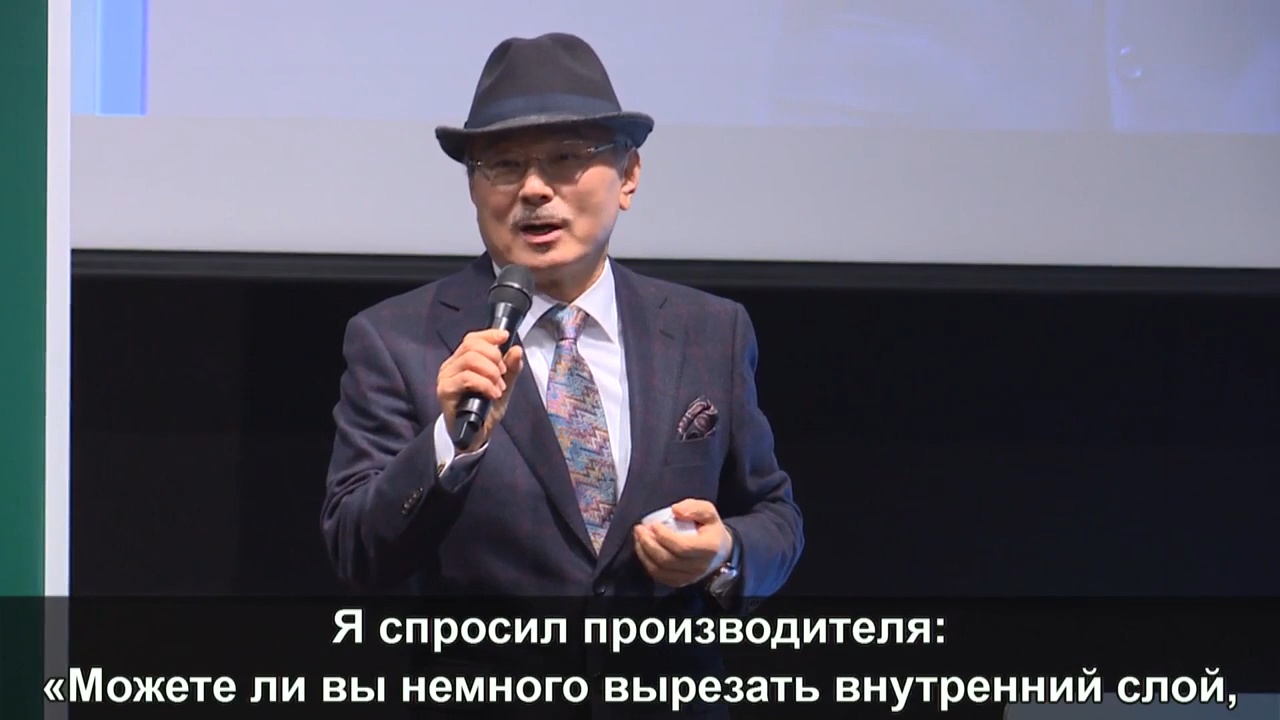 Я спросил производителя:
«Можете ли вы немного вырезать внутренний слой,